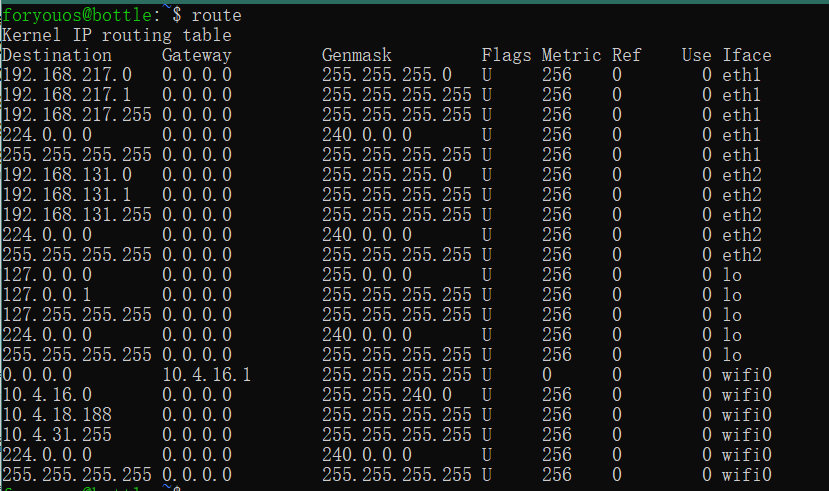 foryouos@bottle:~$ route
Kernel IP routing table
Destination     Gateway         Genmask         Flags Metric Ref    Use Iface
192.168.217.0   0.0.0.0         255.255.255.0   U     256    0        0 eth1
192.168.217.1   0.0.0.0         255.255.255.255 U     256    0        0 eth1
192.168.217.255 0.0.0.0         255.255.255.255 U     256    0        0 eth1
224.0.0.0       0.0.0.0         240.0.0.0       U     256    0        0 eth1
255.255.255.255 0.0.0.0         255.255.255.255 U     256    0        0 eth1
192.168.131.0   0.0.0.0         255.255.255.0   U     256    0        0 eth2
192.168.131.1   0.0.0.0         255.255.255.255 U     256    0        0 eth2
192.168.131.255 0.0.0.0         255.255.255.255 U     256    0        0 eth2
224.0.0.0       0.0.0.0         240.0.0.0       U     256    0        0 eth2
255.255.255.255 0.0.0.0         255.255.255.255 U     256    0        0 eth2
127.0.0.0       0.0.0.0         255.0.0.0       U     256    0        0 lo
127.0.0.1       0.0.0.0         255.255.255.255 U     256    0        0 lo
127.255.255.255 0.0.0.0         255.255.255.255 U     256    0        0 lo
224.0.0.0       0.0.0.0         240.0.0.0       U     256    0        0 lo
255.255.255.255 0.0.0.0         255.255.255.255 U     256    0        0 lo
0.0.0.0         10.4.16.1       255.255.255.255 U     0      0        0 wifi0
10.4.16.0       0.0.0.0         255.255.240.0   U     256    0        0 wifi0
10.4.18.188     0.0.0.0         255.255.255.255 U     256    0        0 wifi0
10.4.31.255     0.0.0.0         255.255.255.255 U     256    0        0 wifi0
224.0.0.0       0.0.0.0         240.0.0.0       U     256    0        0 wifi0
255.255.255.255 0.0.0.0         255.255.255.255 U     256    0        0 wifi0